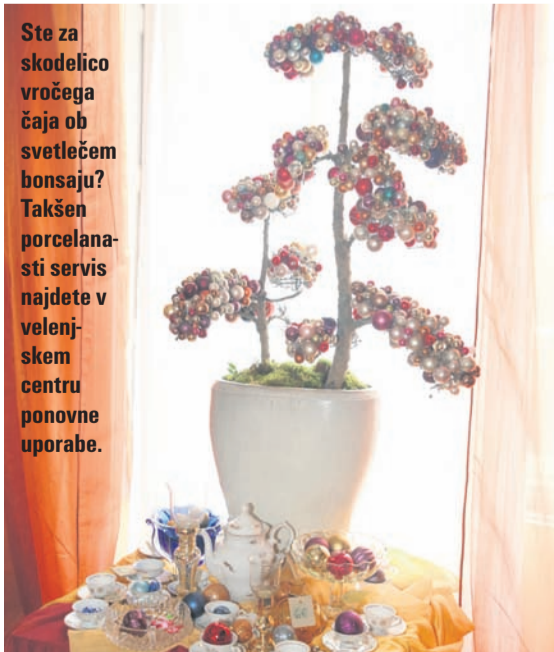 Ste za
skodelico
vročega
čaja ob
svetlečem
bonsaju?
Takšen
porcelana-
sti servis
najdete v
velenj-
skem
centru
ponovne
uporabe.